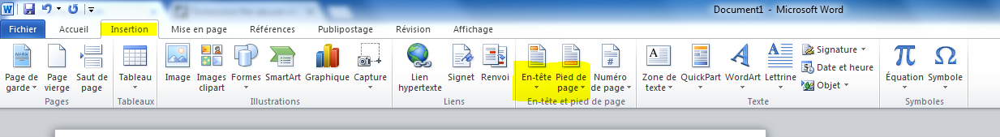 Document1 - Microsoft Word
Fichier Accueil Insertion Mise en page Références Publipostage Révision Affichage
Page de garde
Page vierge
Saut de page
Tableau
Image
Images clipart
Formes
SmartArt
Graphique
Capture
Lien hypertexte
Signet
Renvoi
En-tête
Pied de page
Numéro de page
Zone de texte
QuickPart
WordArt
Lettrine
Signature
Date et heure
Objet
Équation
Symbole
Pages Tableaux Illustrations Liens En-tête et pied de page Texte Symboles